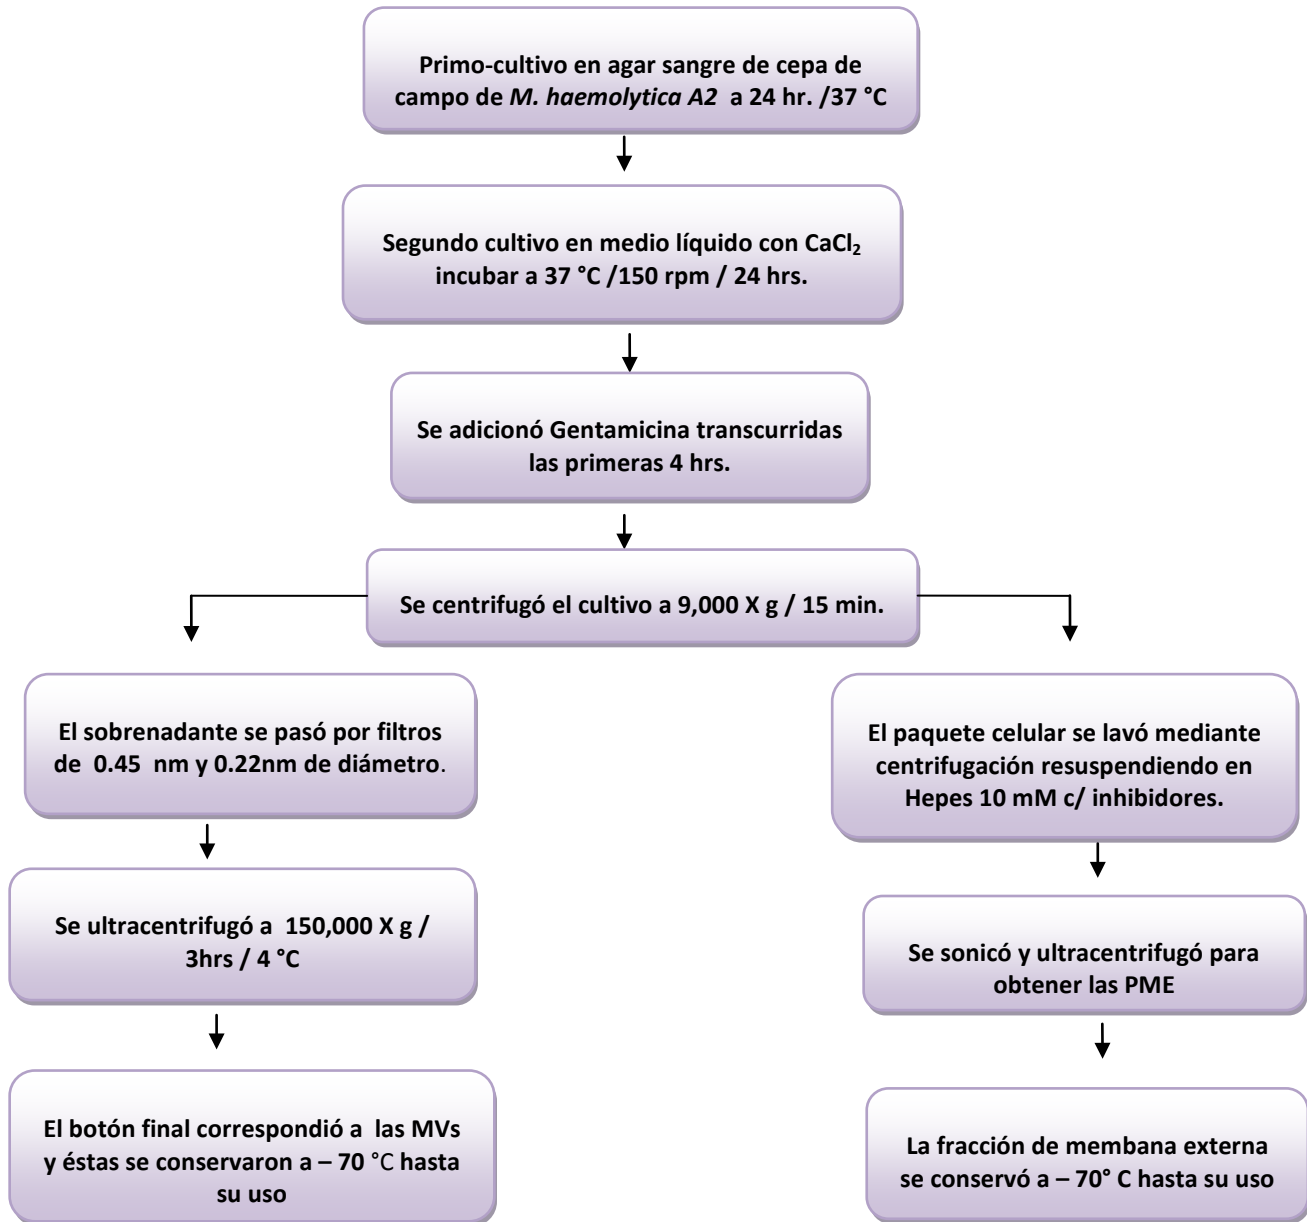 Primo-cultivo en agar sangre de cepa de
campo de M. haemolytica A2 a 24 hr. /37 °C
Segundo cultivo en medio líquido con CaCl₂
incubar a 37 °C /150 rpm / 24 hrs.
Se adicionó Gentamicina transcurridas
las primeras 4 hrs.
Se centrifugó el cultivo a 9,000 X g / 15 min.
El sobrenadante se pasó por filtros
de 0.45 nm y 0.22nm de diámetro.
Se ultracentrifugó a 150,000 X g /
3hrs / 4 °C
El botón final correspondió a las MVs
y éstas se conservaron a – 70 °C hasta
su uso
El paquete celular se lavó mediante
centrifugación resuspendiendo en
Hepes 10 mM c/ inhibidores.
Se sonicó y ultracentrifugó para
obtener las PME
La fracción de membana externa
se conservó a – 70° C hasta su uso